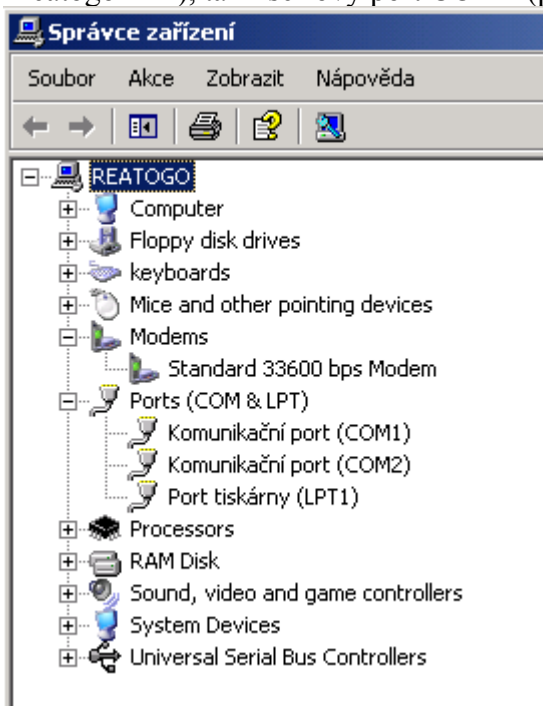 Správce zařízení
Soubor Akce Zobrazit Nápověda
REATOGO
Computer
Floppy disk drives
keyboards
Mice and other pointing devices
Modems
Standard 33600 bps Modem
Ports (COM & LPT)
Komunikační port (COM1)
Komunikační port (COM2)
Port tiskárny (LPT1)
Processors
RAM Disk
Sound, video and game controllers
System Devices
Universal Serial Bus Controllers